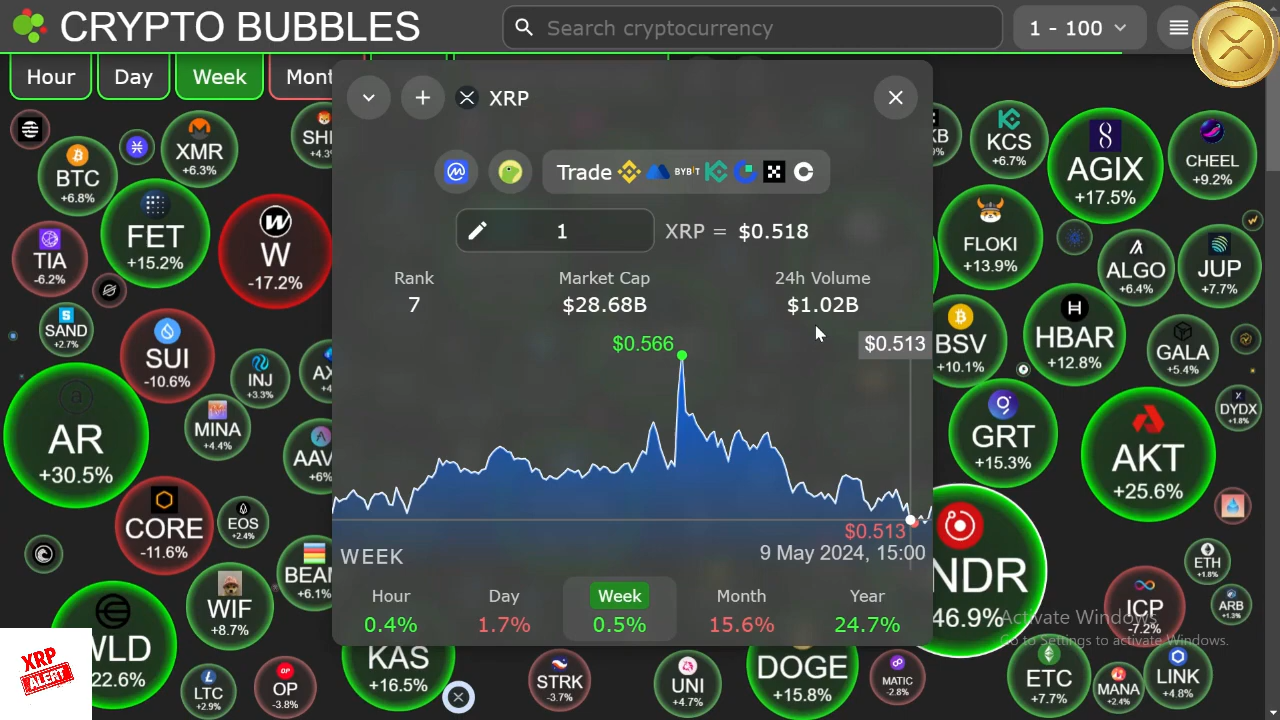 CRYPTO BUBBLES
Search cryptocurrency
1 - 100
Hour
Day
Week
XRP
Trade
BYBIT
1
XRP = $0.518
Rank
7
Market Cap
$28.68B
24h Volume
$1.02B
$0.566
$0.513
$0.513
WEEK
9 May 2024, 15:00
Hour
0.4%
Day
1.7%
Week
0.5%
Month
15.6%
Year
24.7%
BTC
+6.8%
XMR
+6.3%
FET
+15.2%
W
-17.2%
TIA
-6.2%
SAND
+2.7%
SUI
-10.6%
INJ
+3.3%
AR
+30.5%
MINA
+4.4%
CORE
-11.6%
EOS
+2.4%
WIF
+8.7%
LTC
+2.9%
OP
-3.8%
KAS
+16.5%
STRK
-3.7%
UNI
+4.7%
DOGE
+15.8%
MATIC
-2.8%
KCS
+6.7%
AGIX
+17.5%
CHEEL
+9.2%
FLOKI
+13.9%
ALGO
+6.4%
JUP
+7.7%
BSV
+10.1%
HBAR
+12.8%
GALA
+5.4%
GRT
+15.3%
AKT
+25.6%
DYDX
+1.8%
NDR
46.9%
ETH
+1.8%
ICP
-7.2%
ARB
+1.3%
ETC
+7.7%
MANA
+2.4%
LINK
+4.8%
Activate Windows
Go to Settings to activate Windows.
XRP
ALERT